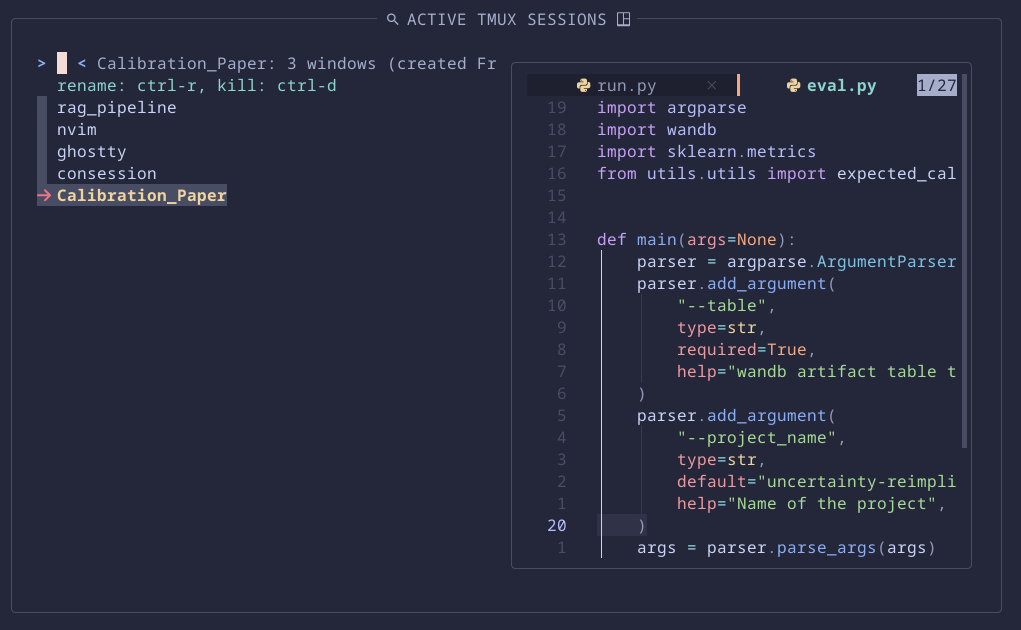 ACTIVE TMUX SESSIONS
> < Calibration_Paper: 3 windows (created Fr
rename: ctrl-r, kill: ctrl-d
rag_pipeline
nvim
ghostty
consession
→ Calibration_Paper
run.py × eval.py 1/27
19 import argparse
18 import wandb
17 import sklearn.metrics
16 from utils.utils import expected_cal
15
14
13 def main(args=None):
12 parser = argparse.ArgumentParser
11 parser.add_argument(
10 "--table",
9 type=str,
8 required=True,
7 help="wandb artifact table t
6 )
5 parser.add_argument(
4 "--project_name",
3 type=str,
2 default="uncertainty-reimpli
1 help="Name of the project",
20 )
1 args = parser.parse_args(args)